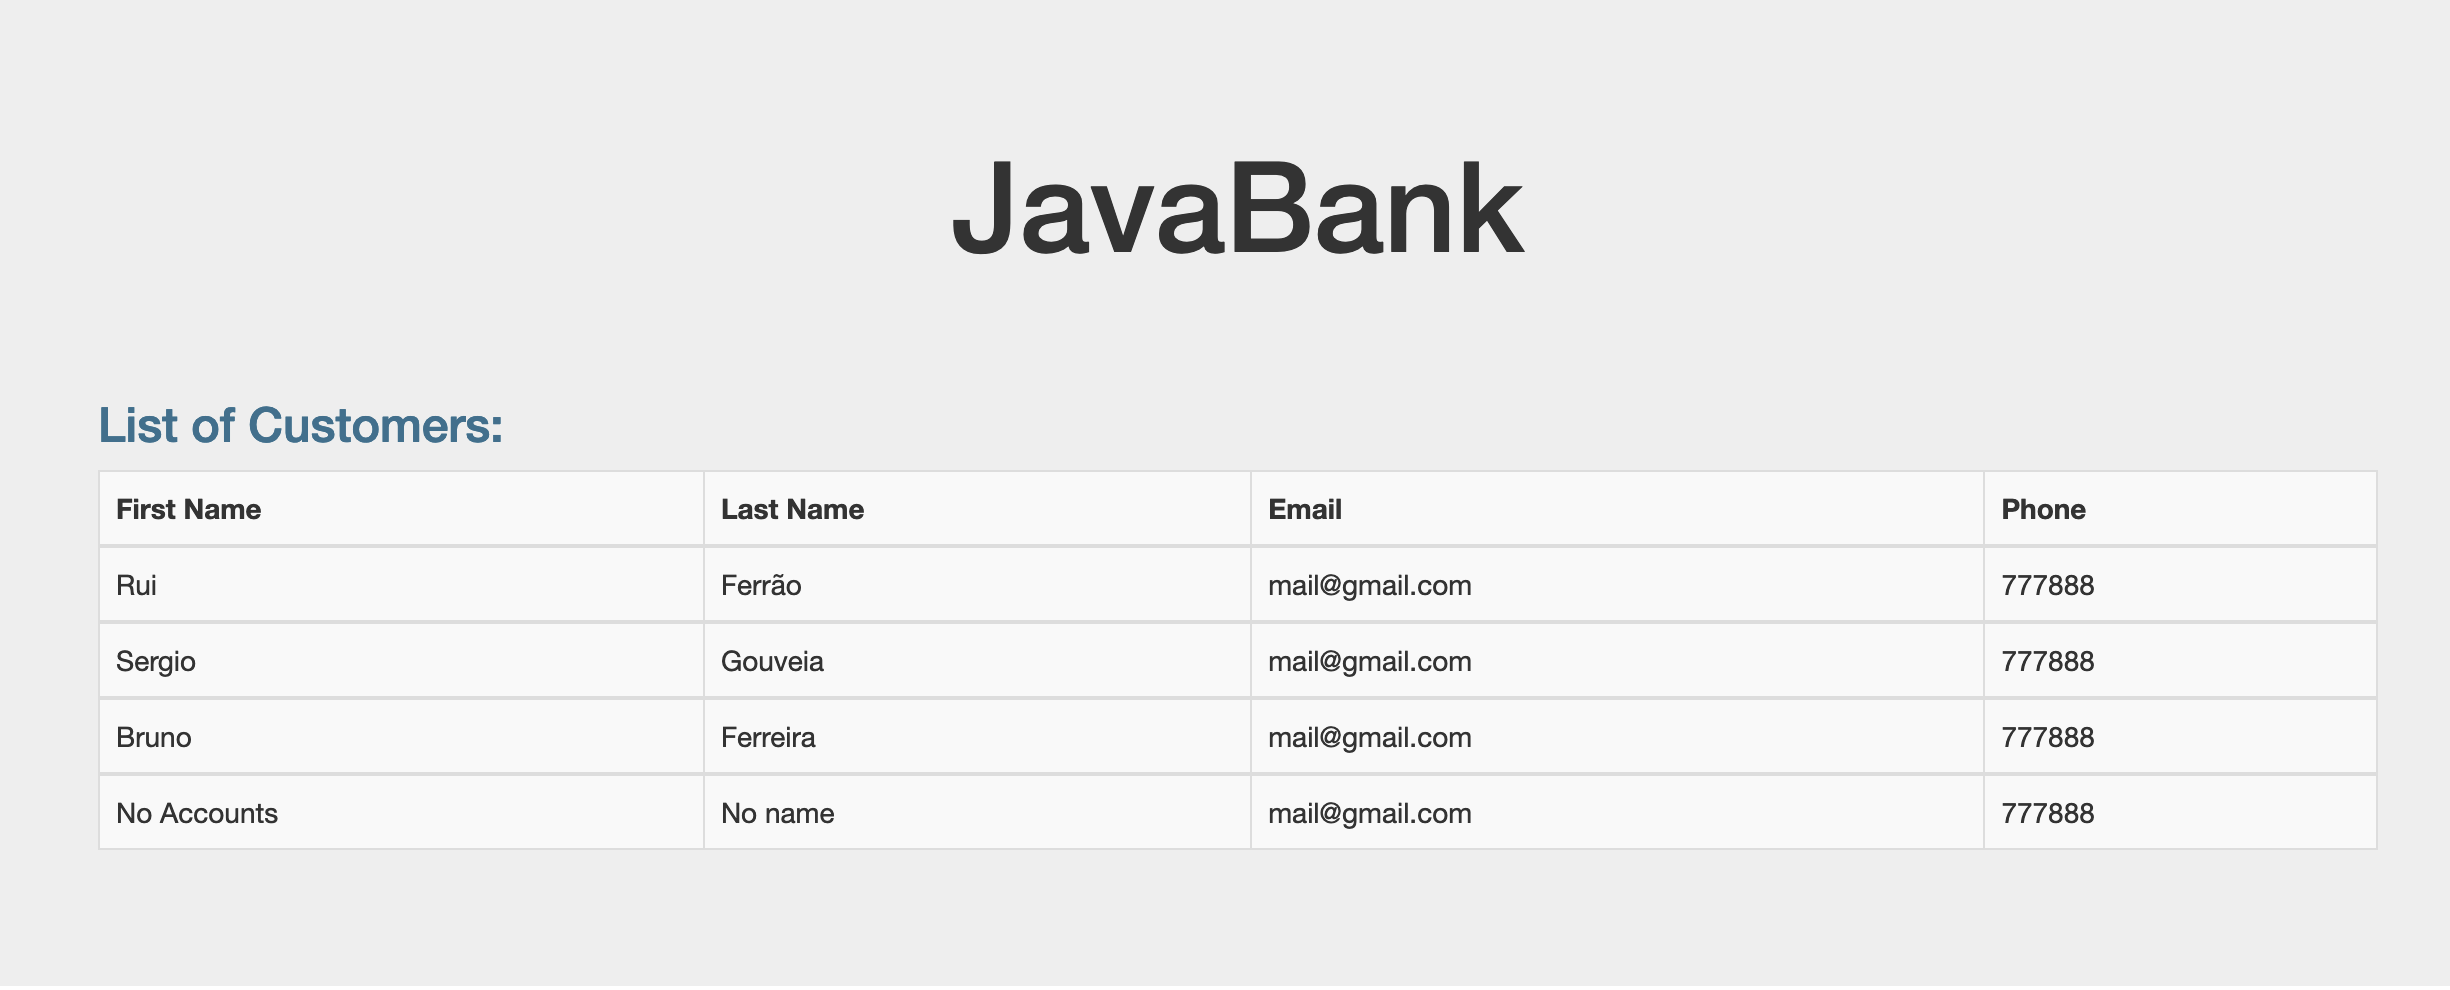 JavaBank
List of Customers:
First Name Last Name Email Phone
Rui Ferrão mail@gmail.com 777888
Sergio Gouveia mail@gmail.com 777888
Bruno Ferreira mail@gmail.com 777888
No Accounts No name mail@gmail.com 777888